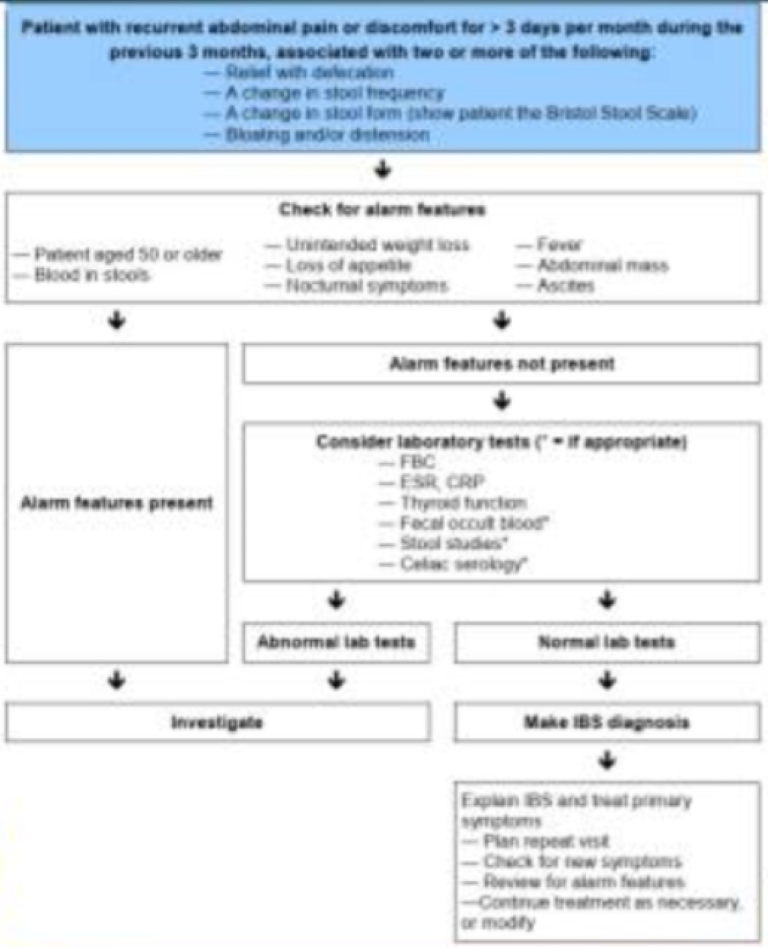 Patient with recurrent abdominal pain or discomfort for > 3 days per month during the
previous 3 months, associated with two or more of the following:
— Relief with defecation
— A change in stool frequency
— A change in stool form (show patient the Bristol Stool Scale)
— Bloating and/or distension
Check for alarm features
— Patient aged 50 or older
— Blood in stools
— Unintended weight loss
— Loss of appetite
— Nocturnal symptoms
— Fever
— Abdominal mass
— Ascites
Alarm features present
Alarm features not present
Consider laboratory tests (* = if appropriate)
— FBC
— ESR, CRP
— Thyroid function
— Fecal occult blood*
— Stool studies*
— Celiac serology*
Abnormal lab tests
Normal lab tests
Investigate
Make IBS diagnosis
Explain IBS and treat primary
symptoms
— Plan repeat visit
— Check for new symptoms
— Review for alarm features
—Continue treatment as necessary,
or modify